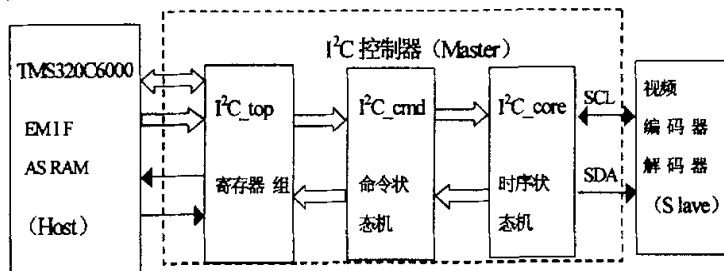 I²C 控制器（Master）
TMS320C6000
EMIF
ASRAM
（Host）
I²C_top
寄存器 组
I²C_cmd
命令状
态机
I²C_core
时序状
态机
SCL
SDA
视频
编码器
解码器
（Slave）